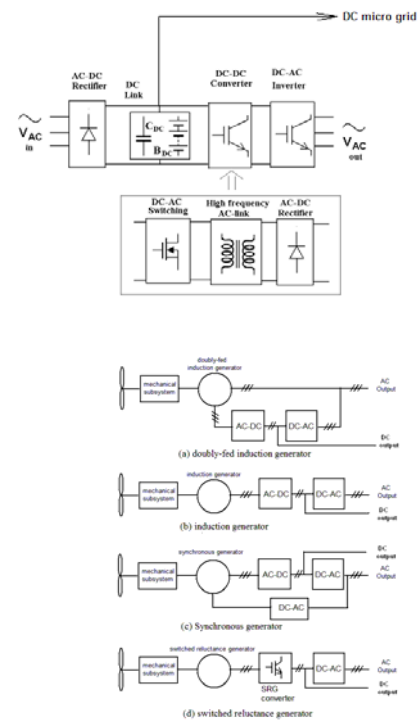 DC micro grid
AC-DC
Rectifier
DC
Link
DC-DC
Converter
DC-AC
Inverter
V AC
in
C DC
B DC
V AC
out
DC-AC
Switching
High frequency
AC-link
AC-DC
Rectifier
doubly-fed
induction generator
mechanical
subsystem
AC
Output
AC-DC
DC-AC
DC
output
(a) doubly-fed induction generator
induction generator
mechanical
subsystem
AC-DC
DC-AC
AC
Output
DC
output
(b) induction generator
synchronous generator
DC
output
mechanical
subsystem
AC-DC
DC-AC
AC
Output
DC-AC
(c) Synchronous generator
switched reluctance generator
mechanical
subsystem
DC-AC
AC
Output
SRG
converter
DC
output
(d) switched reluctance generator